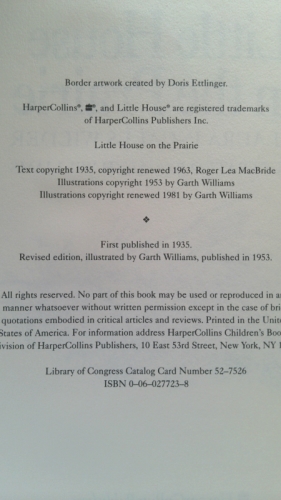 Border artwork created by Doris Ettlinger.
HarperCollins®, ®, and Little House® are registered trademarks
of HarperCollins Publishers Inc.
Little House on the Prairie
Text copyright 1935, copyright renewed 1963, Roger Lea MacBride
Illustrations copyright 1953 by Garth Williams
Illustrations copyright renewed 1981 by Garth Williams
First published in 1935.
Revised edition, illustrated by Garth Williams, published in 1953.
All rights reserved. No part of this book may be used or reproduced in a
manner whatsoever without written permission except in the case of bri
quotations embodied in critical articles and reviews. Printed in the Unit
States of America. For information address HarperCollins Children's Boo
ivision of HarperCollins Publishers, 10 East 53rd Street, New York, NY 1
Library of Congress Catalog Card Number 52-7526
ISBN 0-06-027723-8